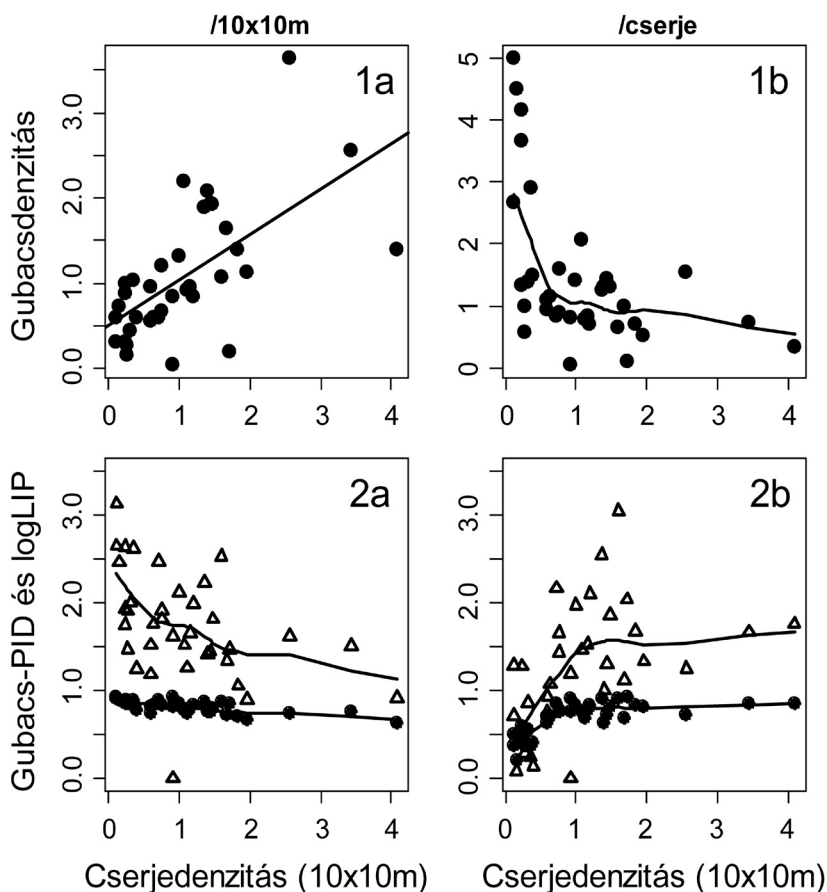 /10x10m
/cserje
Gubacsdenzitás
1a
0.0 1.0 2.0 3.0
0 1 2 3 4
1b
0 1 2 3 4 5
0 1 2 3 4
Gubacs-PID és logLIP
2a
0.0 1.0 2.0 3.0
0 1 2 3 4
2b
0.0 1.0 2.0 3.0
0 1 2 3 4
Cserjedenzitás (10x10m)
Cserjedenzitás (10x10m)